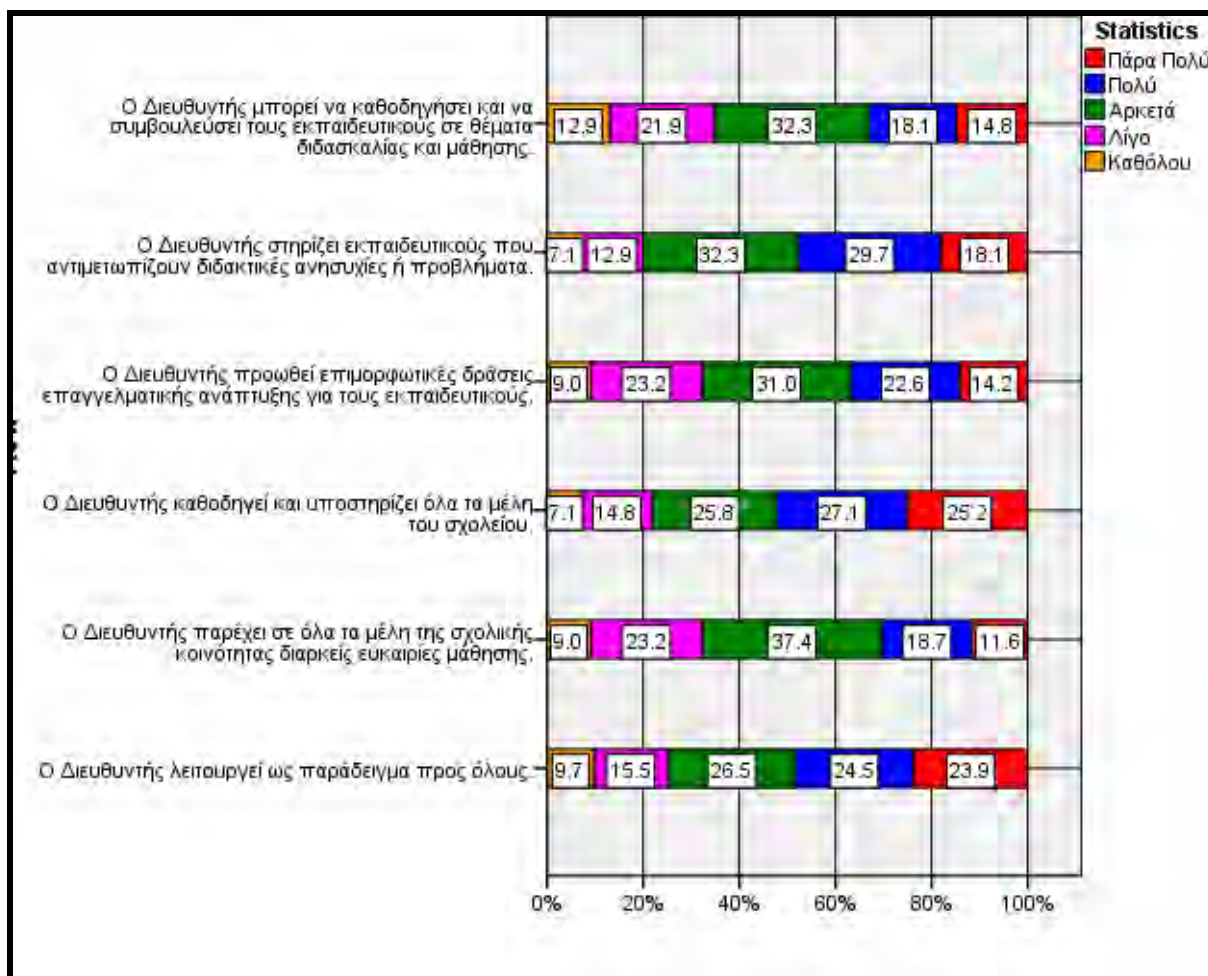 Statistics
Πάρα Πολύ
Πολύ
Αρκετά
Λίγο
Καθόλου
Ο Διευθυντής μπορεί να καθοδηγήσει και να
συμβουλεύσει τους εκπαιδευτικούς σε θέματα
διδασκαλίας και μάθησης.
12.9 21.9 32.3 18.1 14.8
Ο Διευθυντής στηρίζει εκπαιδευτικούς που
αντιμετωπίζουν διδακτικές ανησυχίες ή προβλήματα.
7.1 12.9 32.3 29.7 18.1
Ο Διευθυντής προωθεί επιμορφωτικές δράσεις
επαγγελματικής ανάπτυξης για τους εκπαιδευτικούς.
9.0 23.2 31.0 22.6 14.2
Ο Διευθυντής καθοδηγεί και υποστηρίζει όλα τα μέλη
του σχολείου.
7.1 14.8 25.8 27.1 25.2
Ο Διευθυντής παρέχει σε όλα τα μέλη της σχολικής
κοινότητας διαρκείς ευκαιρίες μάθησης.
9.0 23.2 37.4 18.7 11.6
Ο Διευθυντής λειτουργεί ως παράδειγμα προς όλους.
9.7 15.5 26.5 24.5 23.9
0% 20% 40% 60% 80% 100%